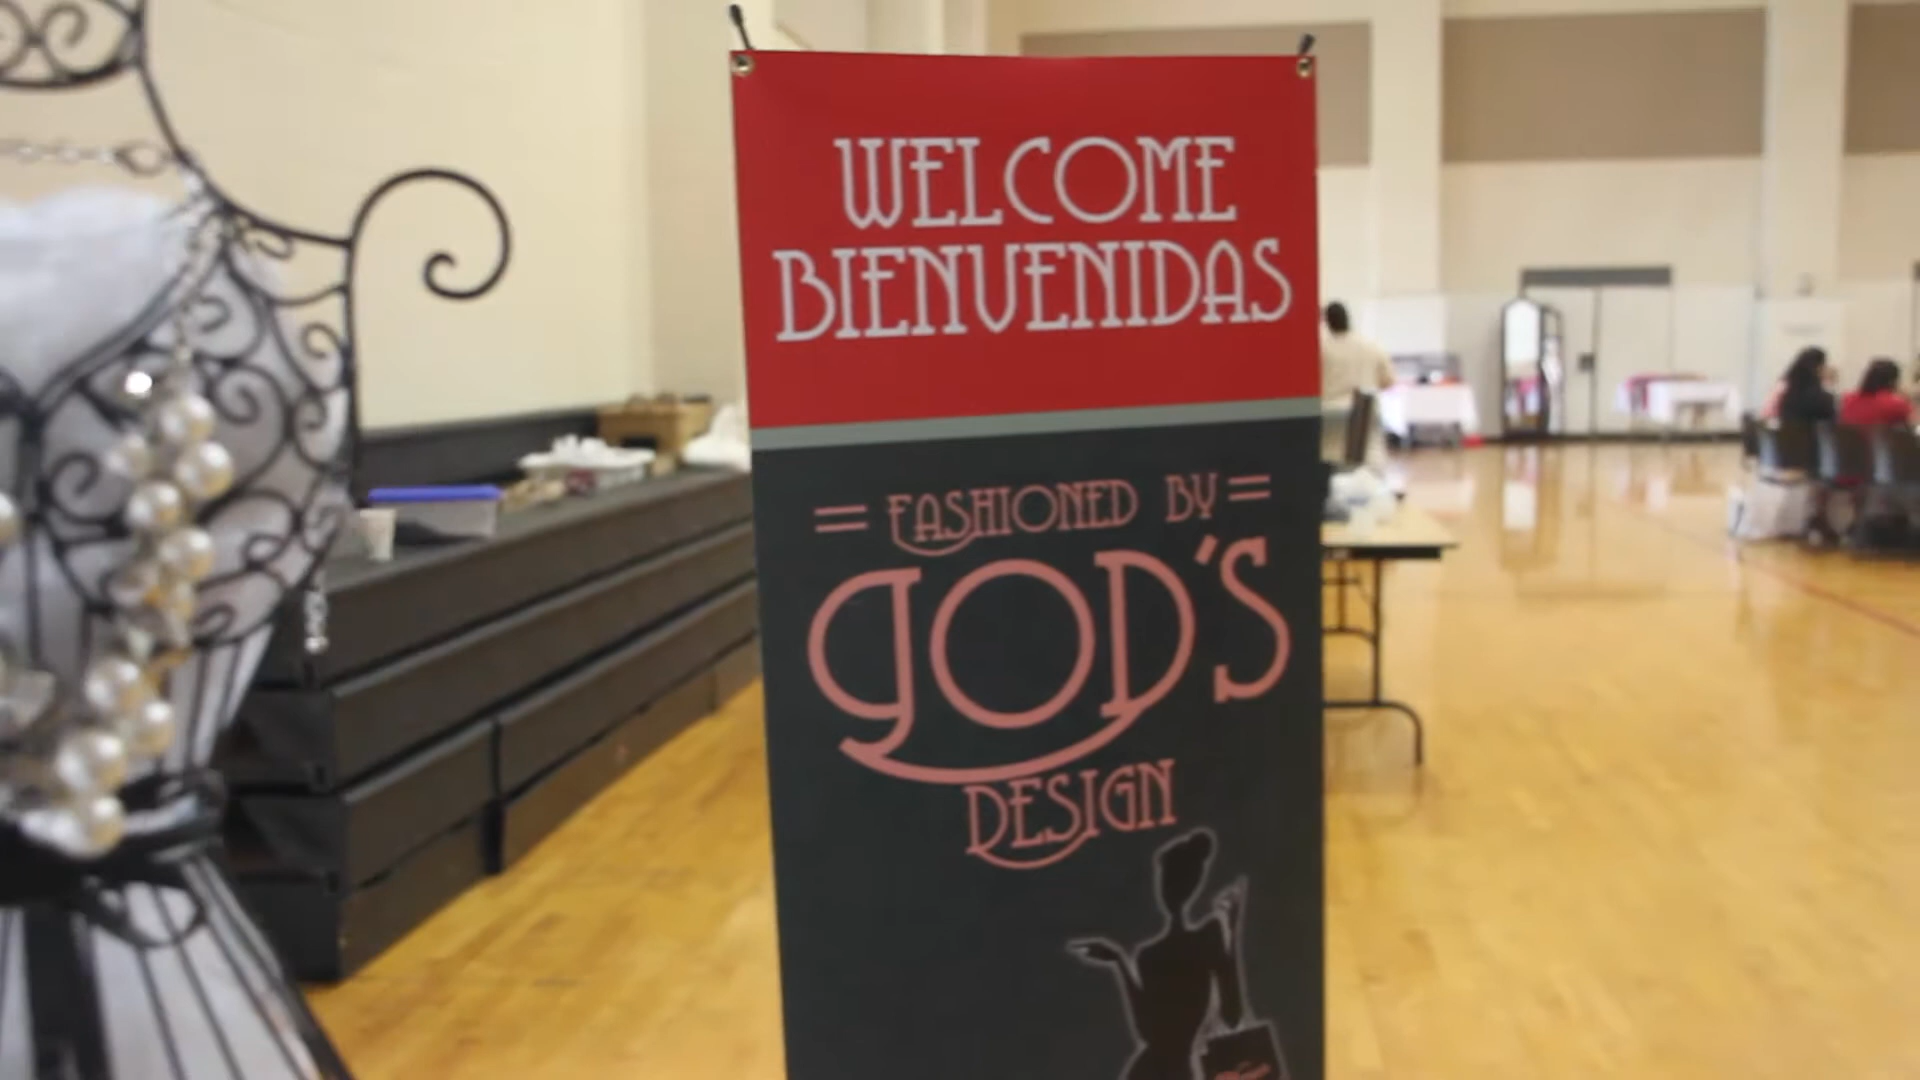 WELCOME
BIENVENIDAS
= FASHIONED BY =
GOD'S
DESIGN